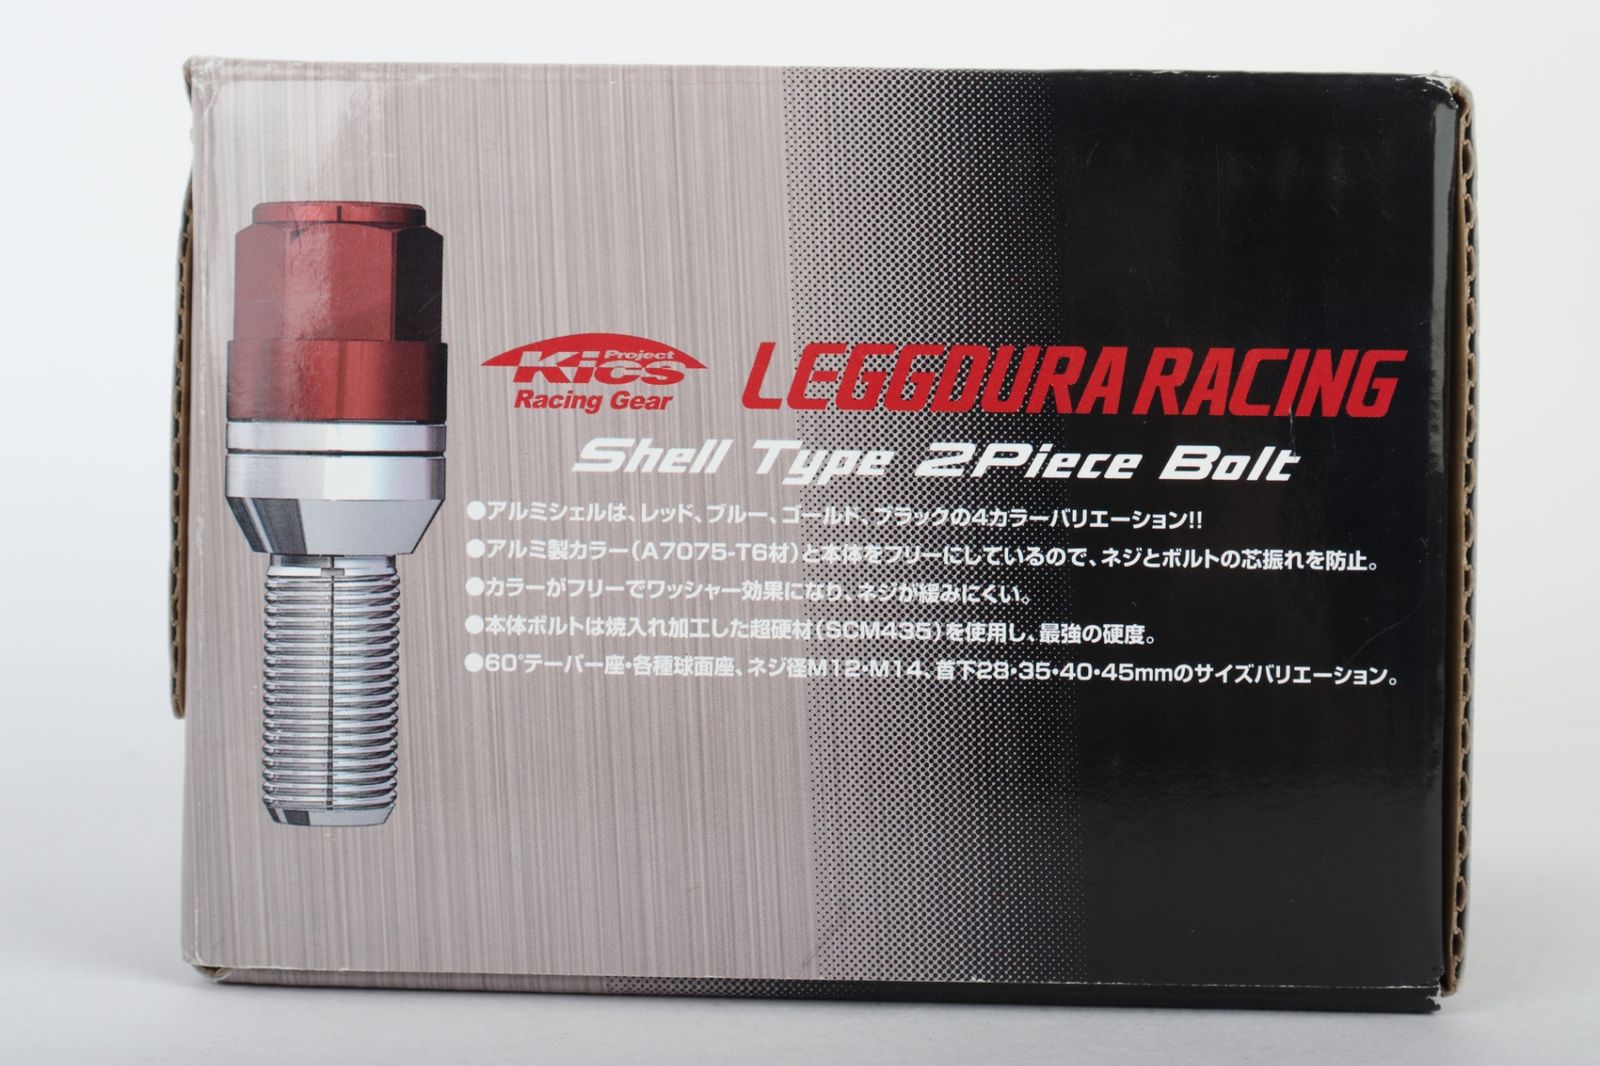 Project
Kics
Racing Gear
LEGGDURA RACING
Shell Type 2Piece Bolt
●アルミシェルは、レッド、ブルー、ゴールド、ブラックの4カラーバリエーション!!
●アルミ製カラー(A7075-T6材)と本体をフリーにしているので、ネジとボルトの芯振れを防止。
●カラーがフリーでワッシャー効果になり、ネジが緩みにくい。
●本体ボルトは焼入れ加工した超硬材(SCM435)を使用し、最強の硬度。
●60°テーパー座・各種球面座、ネジ径M12・M14、首下28・35・40・45mmのサイズバリエーション。